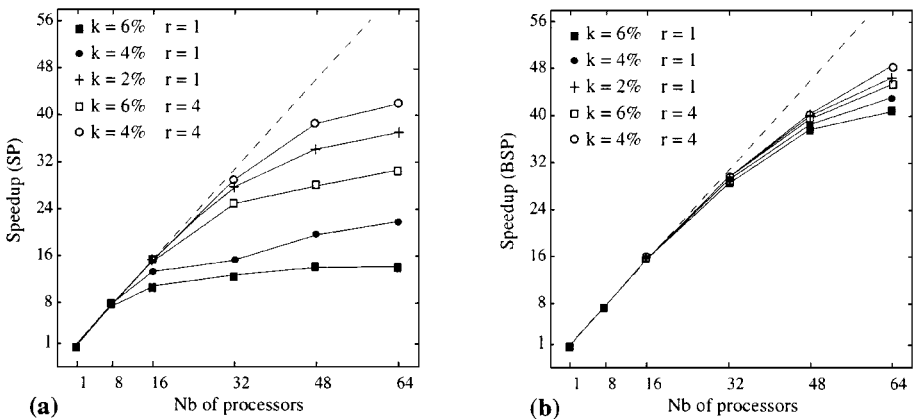 56
48
40
32
24
16
8
1
Speedup (SP)
k = 6% r = 1
k = 4% r = 1
k = 2% r = 1
k = 6% r = 4
k = 4% r = 4
1 8 16 32 48 64
Nb of processors
(a)
56
48
40
32
24
16
8
1
Speedup (BSP)
k = 6% r = 1
k = 4% r = 1
k = 2% r = 1
k = 6% r = 4
k = 4% r = 4
1 8 16 32 48 64
Nb of processors
(b)